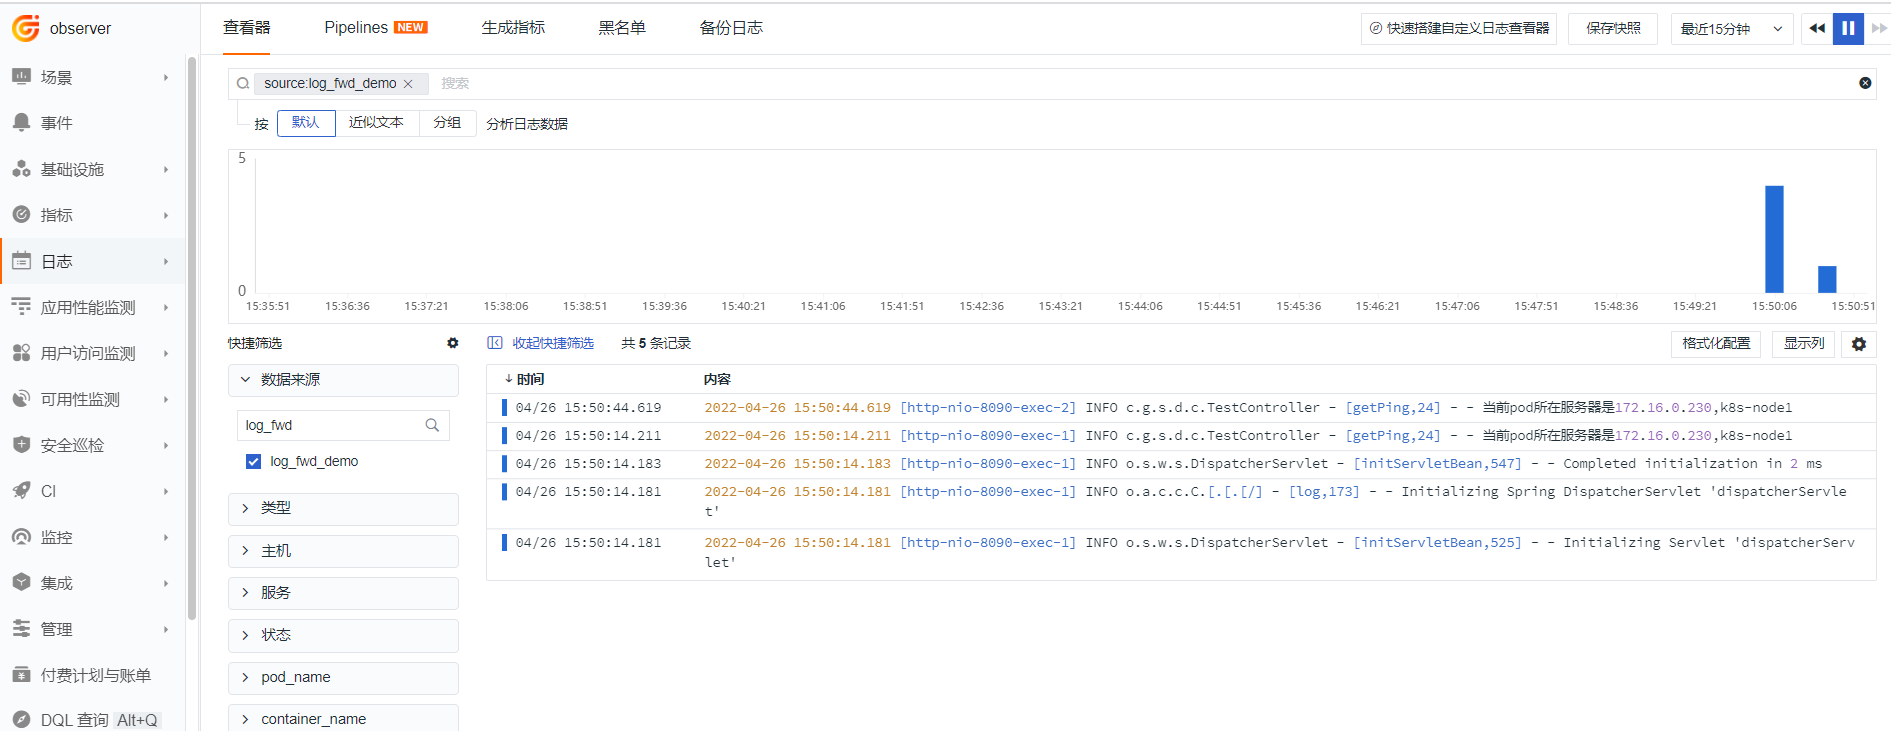 observer
查看器
Pipelines NEW
生成指标
黑名单
备份日志
快速搭建自定义日志查看器
保存快照
最近15分钟
场景
事件
基础设施
指标
日志
应用性能监测
用户访问监测
可用性监测
安全巡检
CI
监控
集成
管理
付费计划与账单
DQL 查询 Alt+Q
source:log_fwd_demo
搜索
按 默认 近似文本 分组 分析日志数据
5
0
15:35:51 15:36:36 15:37:21 15:38:06 15:38:51 15:39:36 15:40:21 15:41:06 15:41:51 15:42:36 15:43:21 15:44:06 15:44:51 15:45:36 15:46:21 15:47:06 15:47:51 15:48:36 15:49:21 15:50:06 15:50:51
快捷筛选
数据来源
log_fwd
log_fwd_demo
类型
主机
服务
状态
pod_name
container_name
收起快捷筛选 共 5 条记录
格式化配置 显示列
时间 内容
04/26 15:50:44.619 2022-04-26 15:50:44.619 [http-nio-8090-exec-2] INFO c.g.s.d.c.TestController - [getPing,24] - - 当前pod所在服务器是172.16.0.230,k8s-node1
04/26 15:50:14.211 2022-04-26 15:50:14.211 [http-nio-8090-exec-1] INFO c.g.s.d.c.TestController - [getPing,24] - - 当前pod所在服务器是172.16.0.230,k8s-node1
04/26 15:50:14.183 2022-04-26 15:50:14.183 [http-nio-8090-exec-1] INFO o.s.w.s.DispatcherServlet - [initServletBean,547] - - Completed initialization in 2 ms
04/26 15:50:14.181 2022-04-26 15:50:14.181 [http-nio-8090-exec-1] INFO o.a.c.c.C.[.[.[/] - [log,173] - - Initializing Spring DispatcherServlet 'dispatcherServle
t'
04/26 15:50:14.181 2022-04-26 15:50:14.181 [http-nio-8090-exec-1] INFO o.s.w.s.DispatcherServlet - [initServletBean,525] - - Initializing Servlet 'dispatcherServ
let'